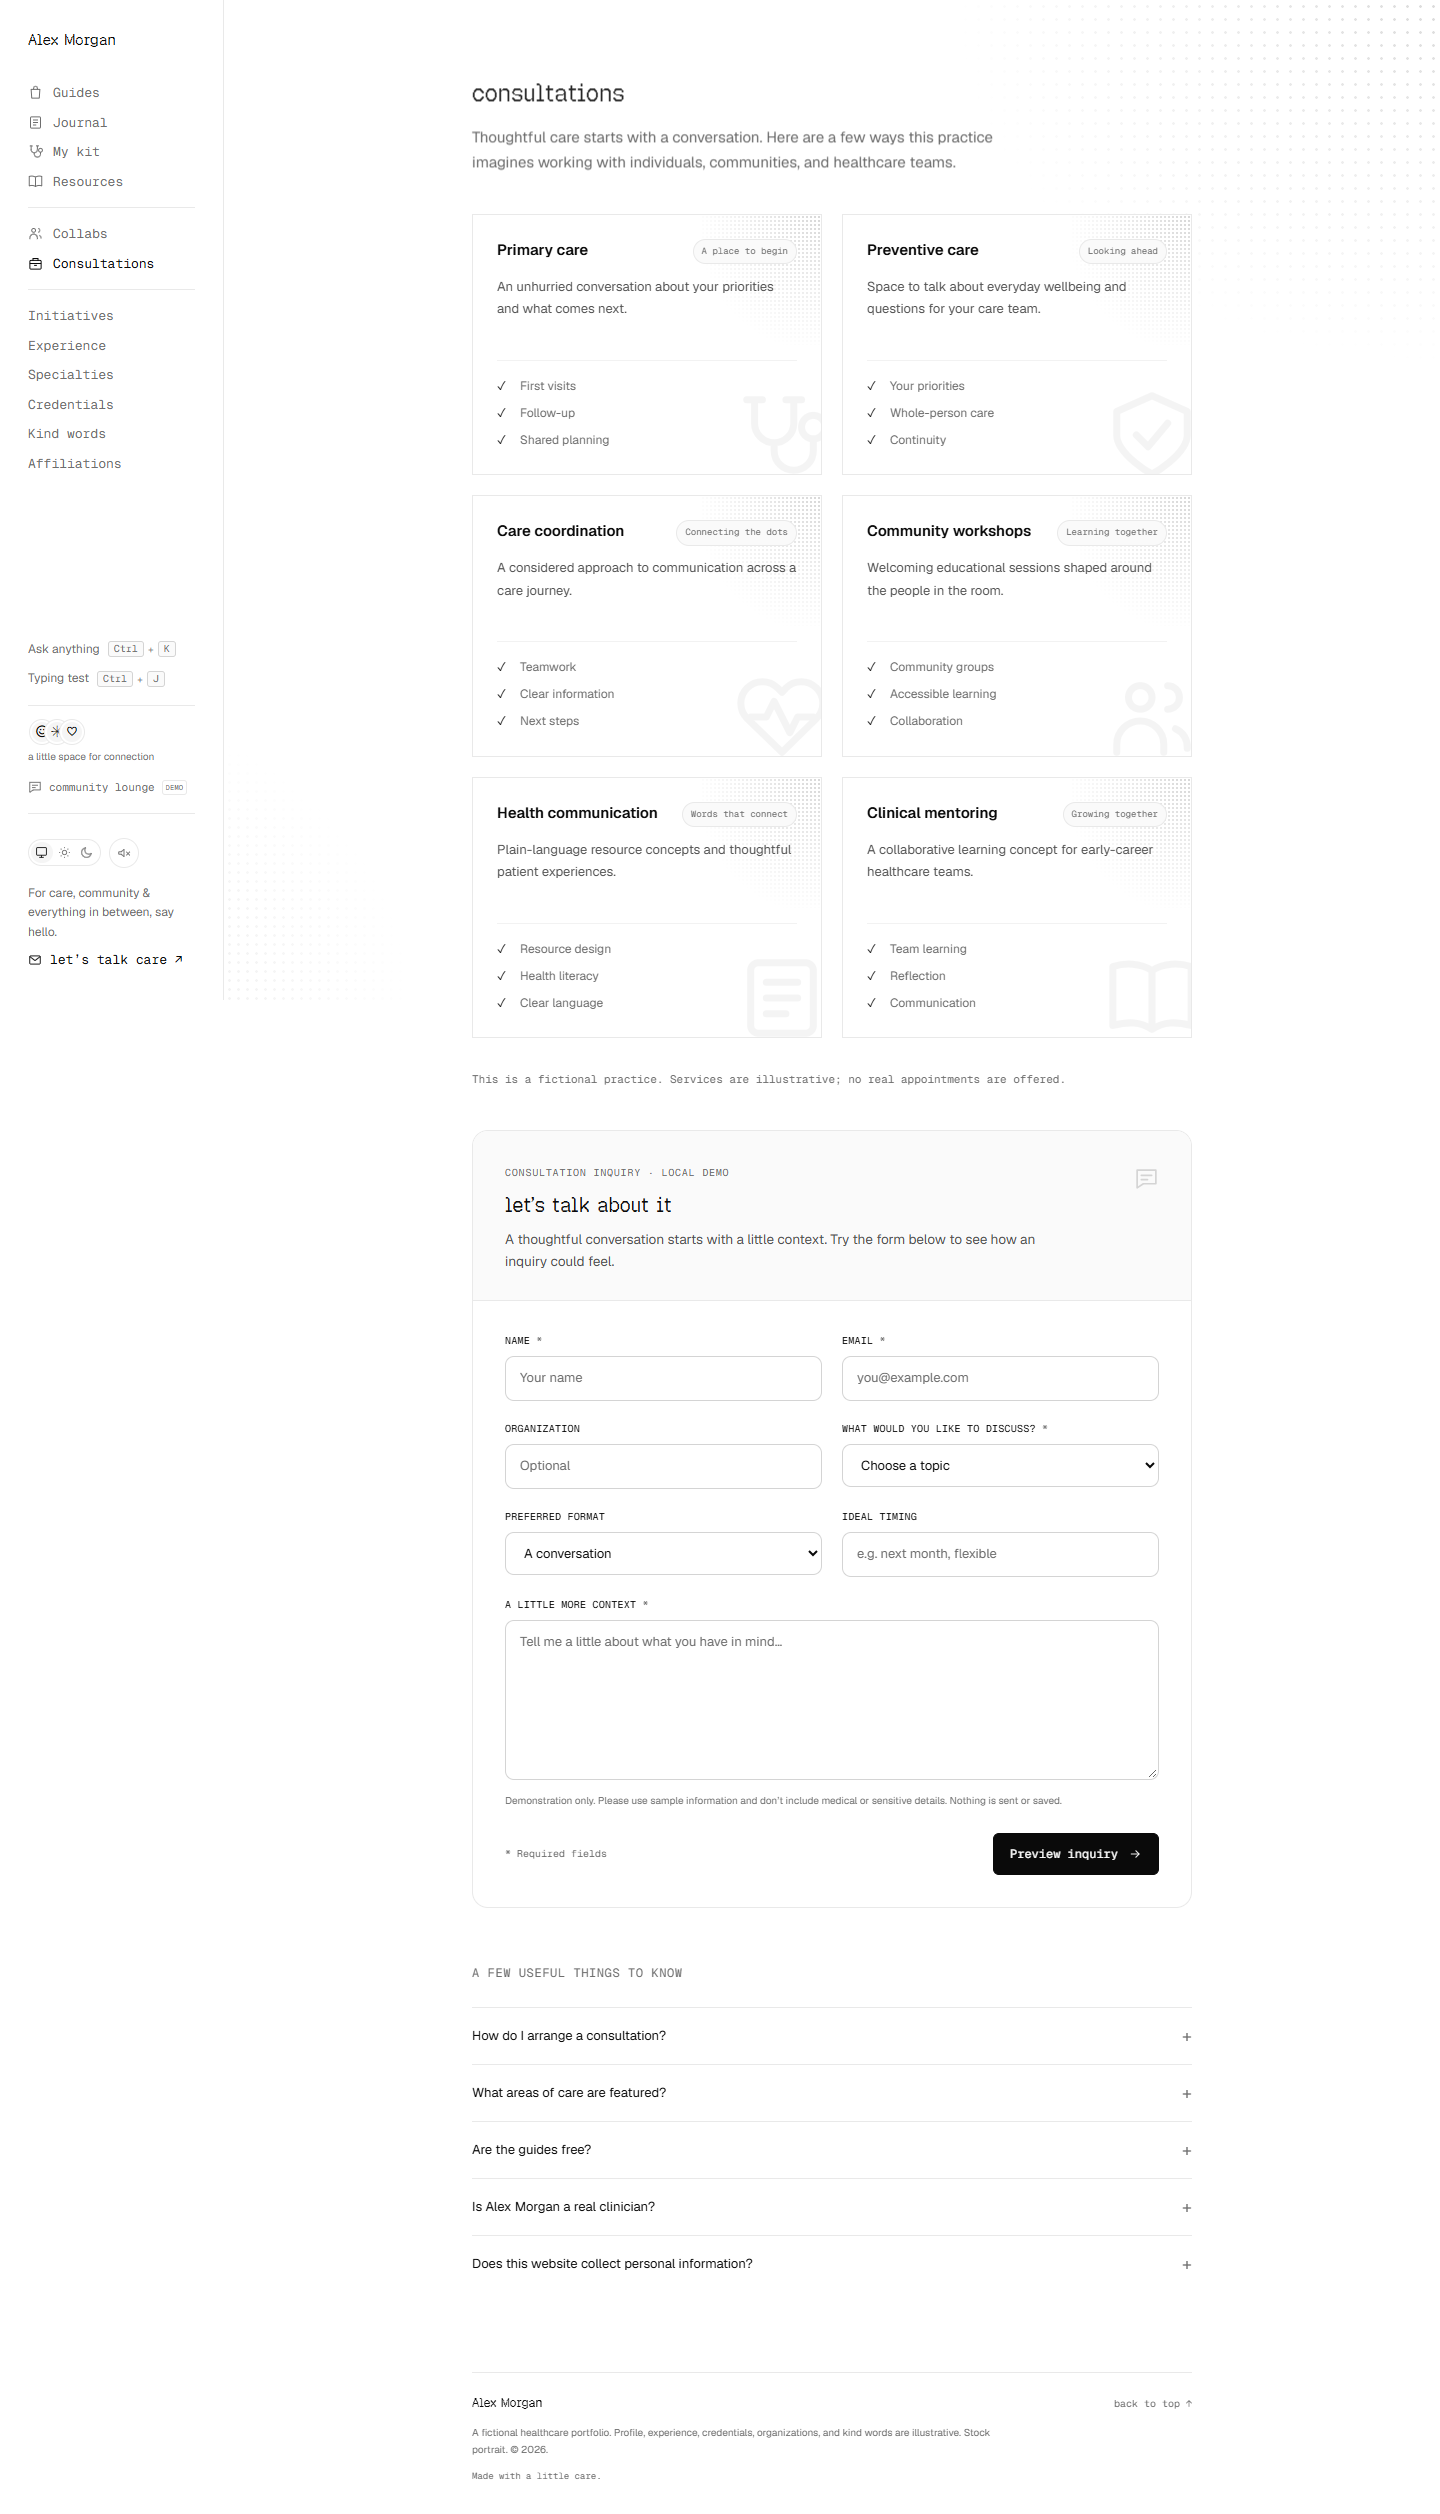 Alex Morgan
Guides
Journal
My kit
Resources
Collabs
Consultations
Initiatives
Experience
Specialties
Credentials
Kind words
Affiliations
Ask anything Ctrl + K
Typing test Ctrl + J
a little space for connection
community lounge DEMO
For care, community &
everything in between, say
hello.
let's talk care ↗
consultations
Thoughtful care starts with a conversation. Here are a few ways this practice
imagines working with individuals, communities, and healthcare teams.
Primary care A place to begin
An unhurried conversation about your priorities
and what comes next.
✓ First visits
✓ Follow-up
✓ Shared planning
Preventive care Looking ahead
Space to talk about everyday wellbeing and
questions for your care team.
✓ Your priorities
✓ Whole-person care
✓ Continuity
Care coordination Connecting the dots
A considered approach to communication across a
care journey.
✓ Teamwork
✓ Clear information
✓ Next steps
Community workshops Learning together
Welcoming educational sessions shaped around
the people in the room.
✓ Community groups
✓ Accessible learning
✓ Collaboration
Health communication Words that connect
Plain-language resource concepts and thoughtful
patient experiences.
✓ Resource design
✓ Health literacy
✓ Clear language
Clinical mentoring Growing together
A collaborative learning concept for early-career
healthcare teams.
✓ Team learning
✓ Reflection
✓ Communication
This is a fictional practice. Services are illustrative; no real appointments are offered.
CONSULTATION INQUIRY · LOCAL DEMO
let's talk about it
A thoughtful conversation starts with a little context. Try the form below to see how an
inquiry could feel.
NAME *
Your name
EMAIL *
you@example.com
ORGANIZATION
Optional
WHAT WOULD YOU LIKE TO DISCUSS? *
Choose a topic
PREFERRED FORMAT
A conversation
IDEAL TIMING
e.g. next month, flexible
A LITTLE MORE CONTEXT *
Tell me a little about what you have in mind...
Demonstration only. Please use sample information and don't include medical or sensitive details. Nothing is sent or saved.
* Required fields
Preview inquiry →
A FEW USEFUL THINGS TO KNOW
How do I arrange a consultation? +
What areas of care are featured? +
Are the guides free? +
Is Alex Morgan a real clinician? +
Does this website collect personal information? +
Alex Morgan
back to top ↑
A fictional healthcare portfolio. Profile, experience, credentials, organizations, and kind words are illustrative. Stock
portrait. © 2026.
Made with a little care.